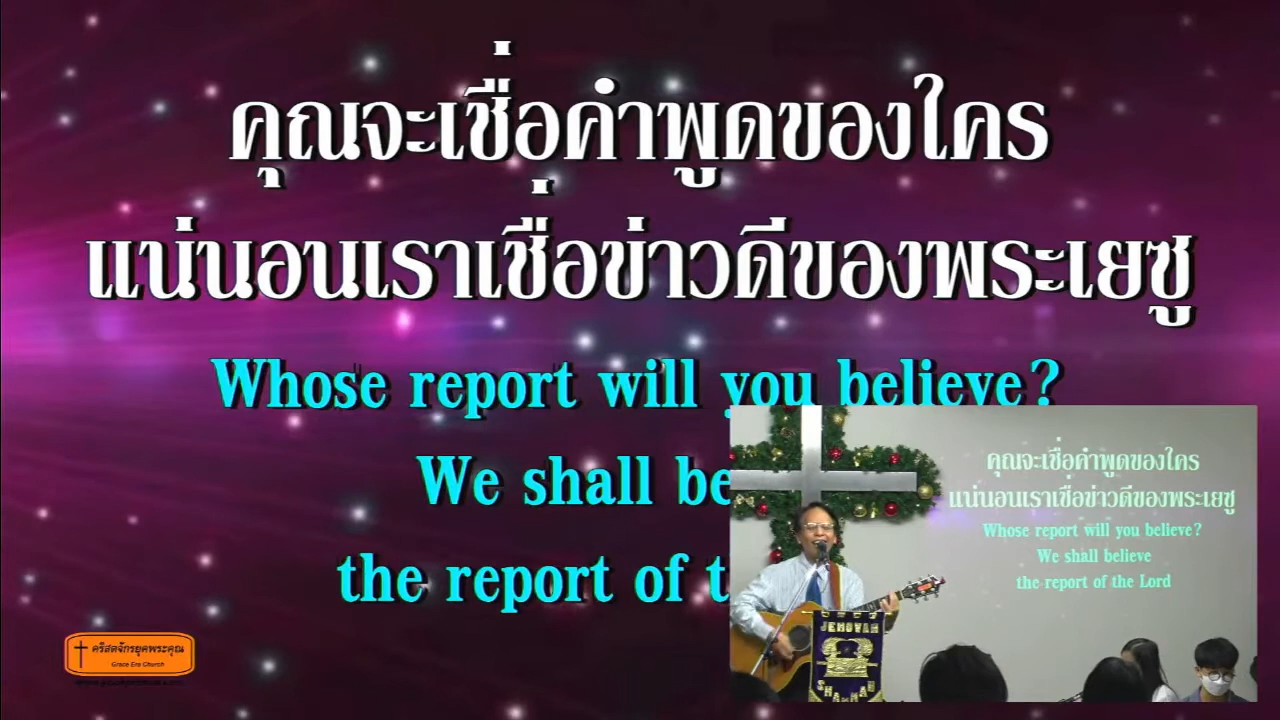 คุณจะเชื่อคำพูดของใคร
แน่นอนเราเชื่อข่าวดีของพระเยซู
Whose report will you believe?
We shall be
the report of t
คุณจะเชื่อคำพูดของใคร
แน่นอนเราเชื่อข่าวดีของพระเยซู
Whose report will you believe?
We shall believe
the report of the Lord
JEHOVAH
SHAMMAH
คริสตจักรยุคพระคุณ
Grace Era Church